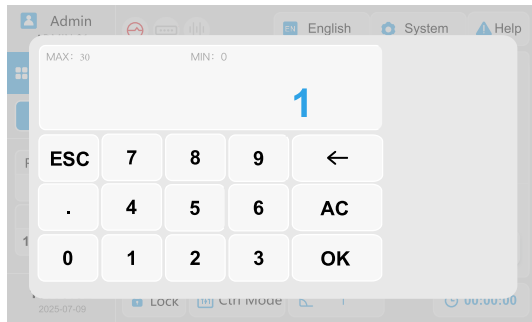 Admin
English
System
Help
MAX: 30 MIN: 0
1
ESC 7 8 9 ←
. 4 5 6 AC
0 1 2 3 OK
2025-07-09
Lock
Ctrl Mode
1
00:00:00